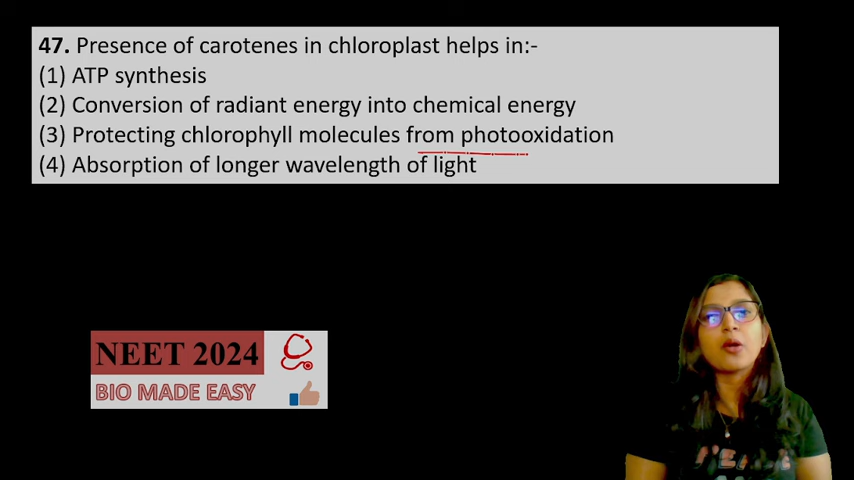 47. Presence of carotenes in chloroplast helps in:-
(1) ATP synthesis
(2) Conversion of radiant energy into chemical energy
(3) Protecting chlorophyll molecules from photooxidation
(4) Absorption of longer wavelength of light
NEET 2024
BIO MADE EASY